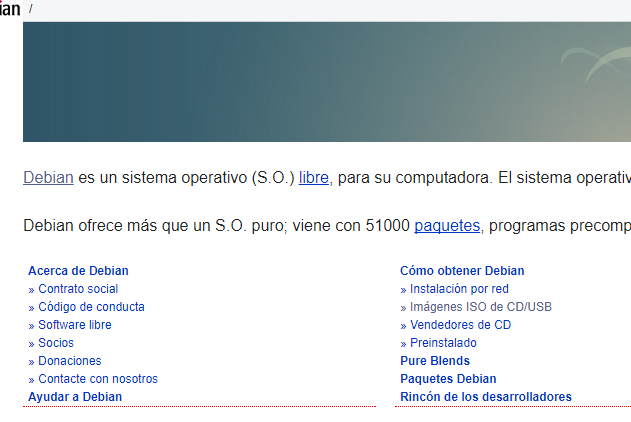 ian /
Debian es un sistema operativo (S.O.) libre, para su computadora. El sistema
Debian ofrece más que un S.O. puro; viene con 51000 paquetes, programas
Acerca de Debian
» Contrato social
» Código de conducta
» Software libre
» Socios
» Donaciones
» Contacte con nosotros
Ayudar a Debian
Cómo obtener Debian
» Instalación por red
» Imágenes ISO de CD/USB
» Vendedores de CD
» Preinstalado
Pure Blends
Paquetes Debian
Rincón de los desarrolladores